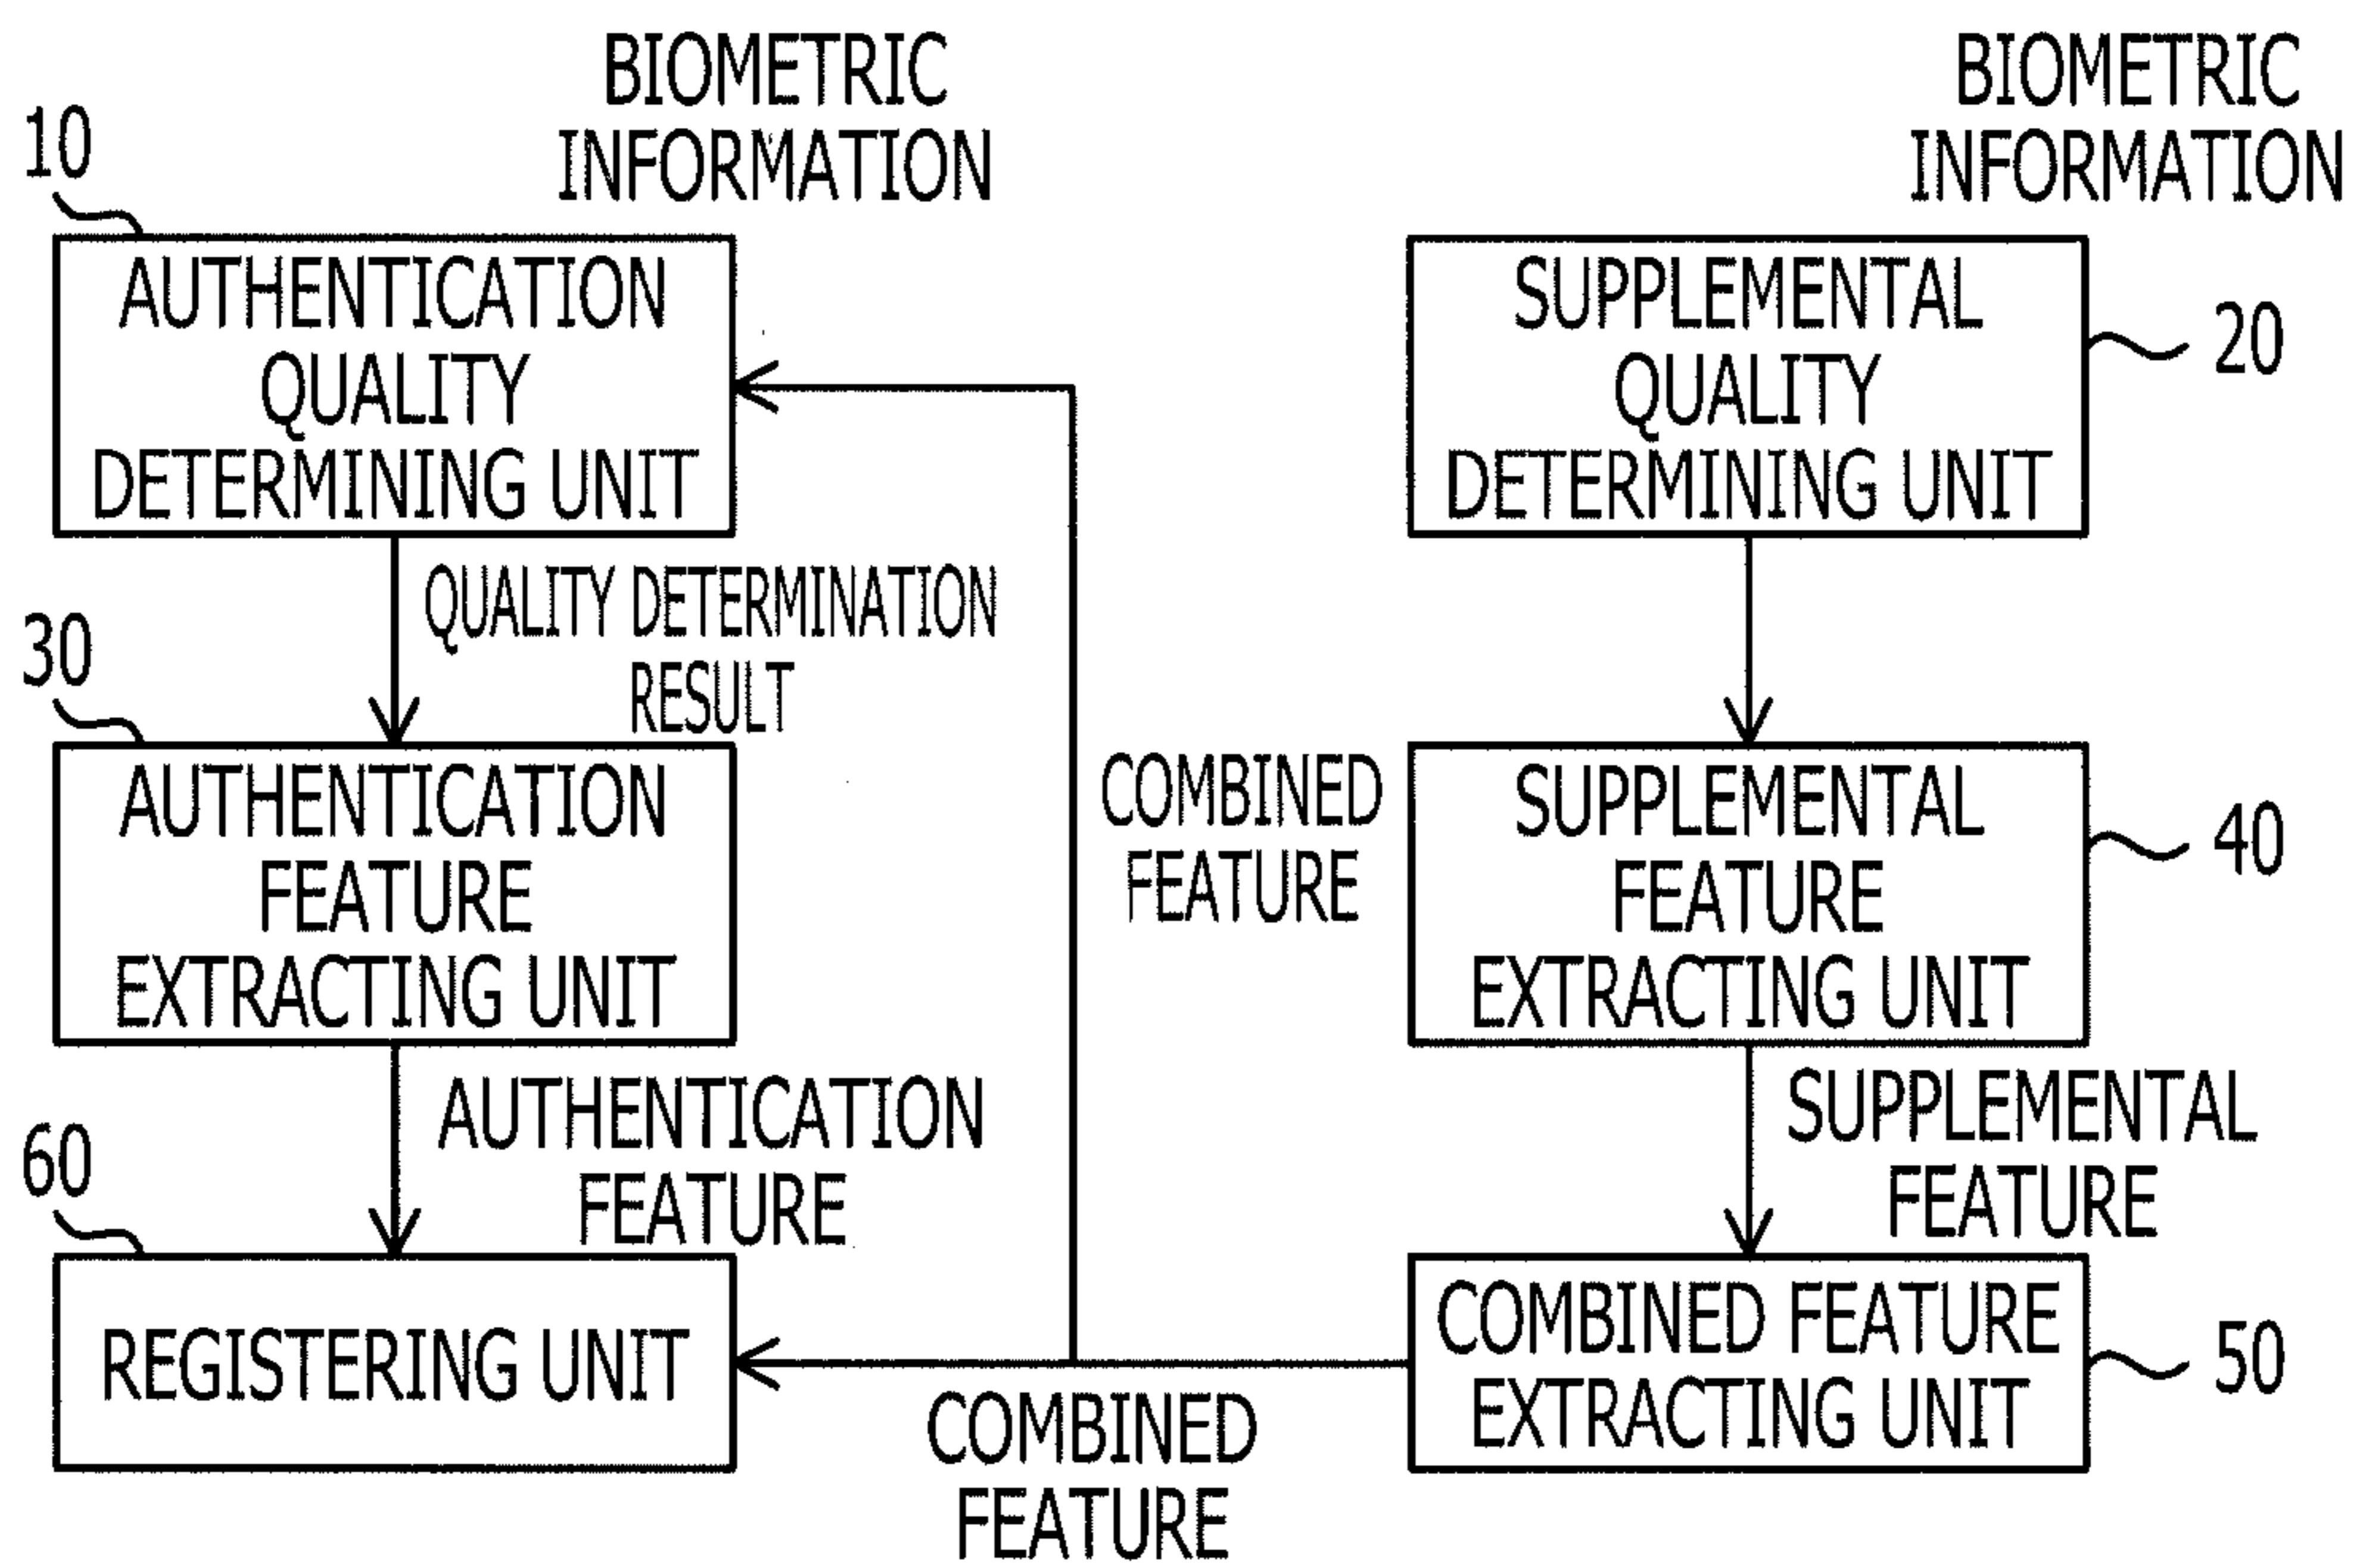 BIOMETRIC
INFORMATION
BIOMETRIC
INFORMATION
10
AUTHENTICATION
QUALITY
DETERMINING UNIT
SUPPLEMENTAL
QUALITY
DETERMINING UNIT
20
QUALITY DETERMINATION
RESULT
30
AUTHENTICATION
FEATURE
EXTRACTING UNIT
COMBINED
FEATURE
SUPPLEMENTAL
FEATURE
EXTRACTING UNIT
40
AUTHENTICATION
FEATURE
SUPPLEMENTAL
FEATURE
60
REGISTERING UNIT
COMBINED FEATURE
EXTRACTING UNIT
50
COMBINED
FEATURE